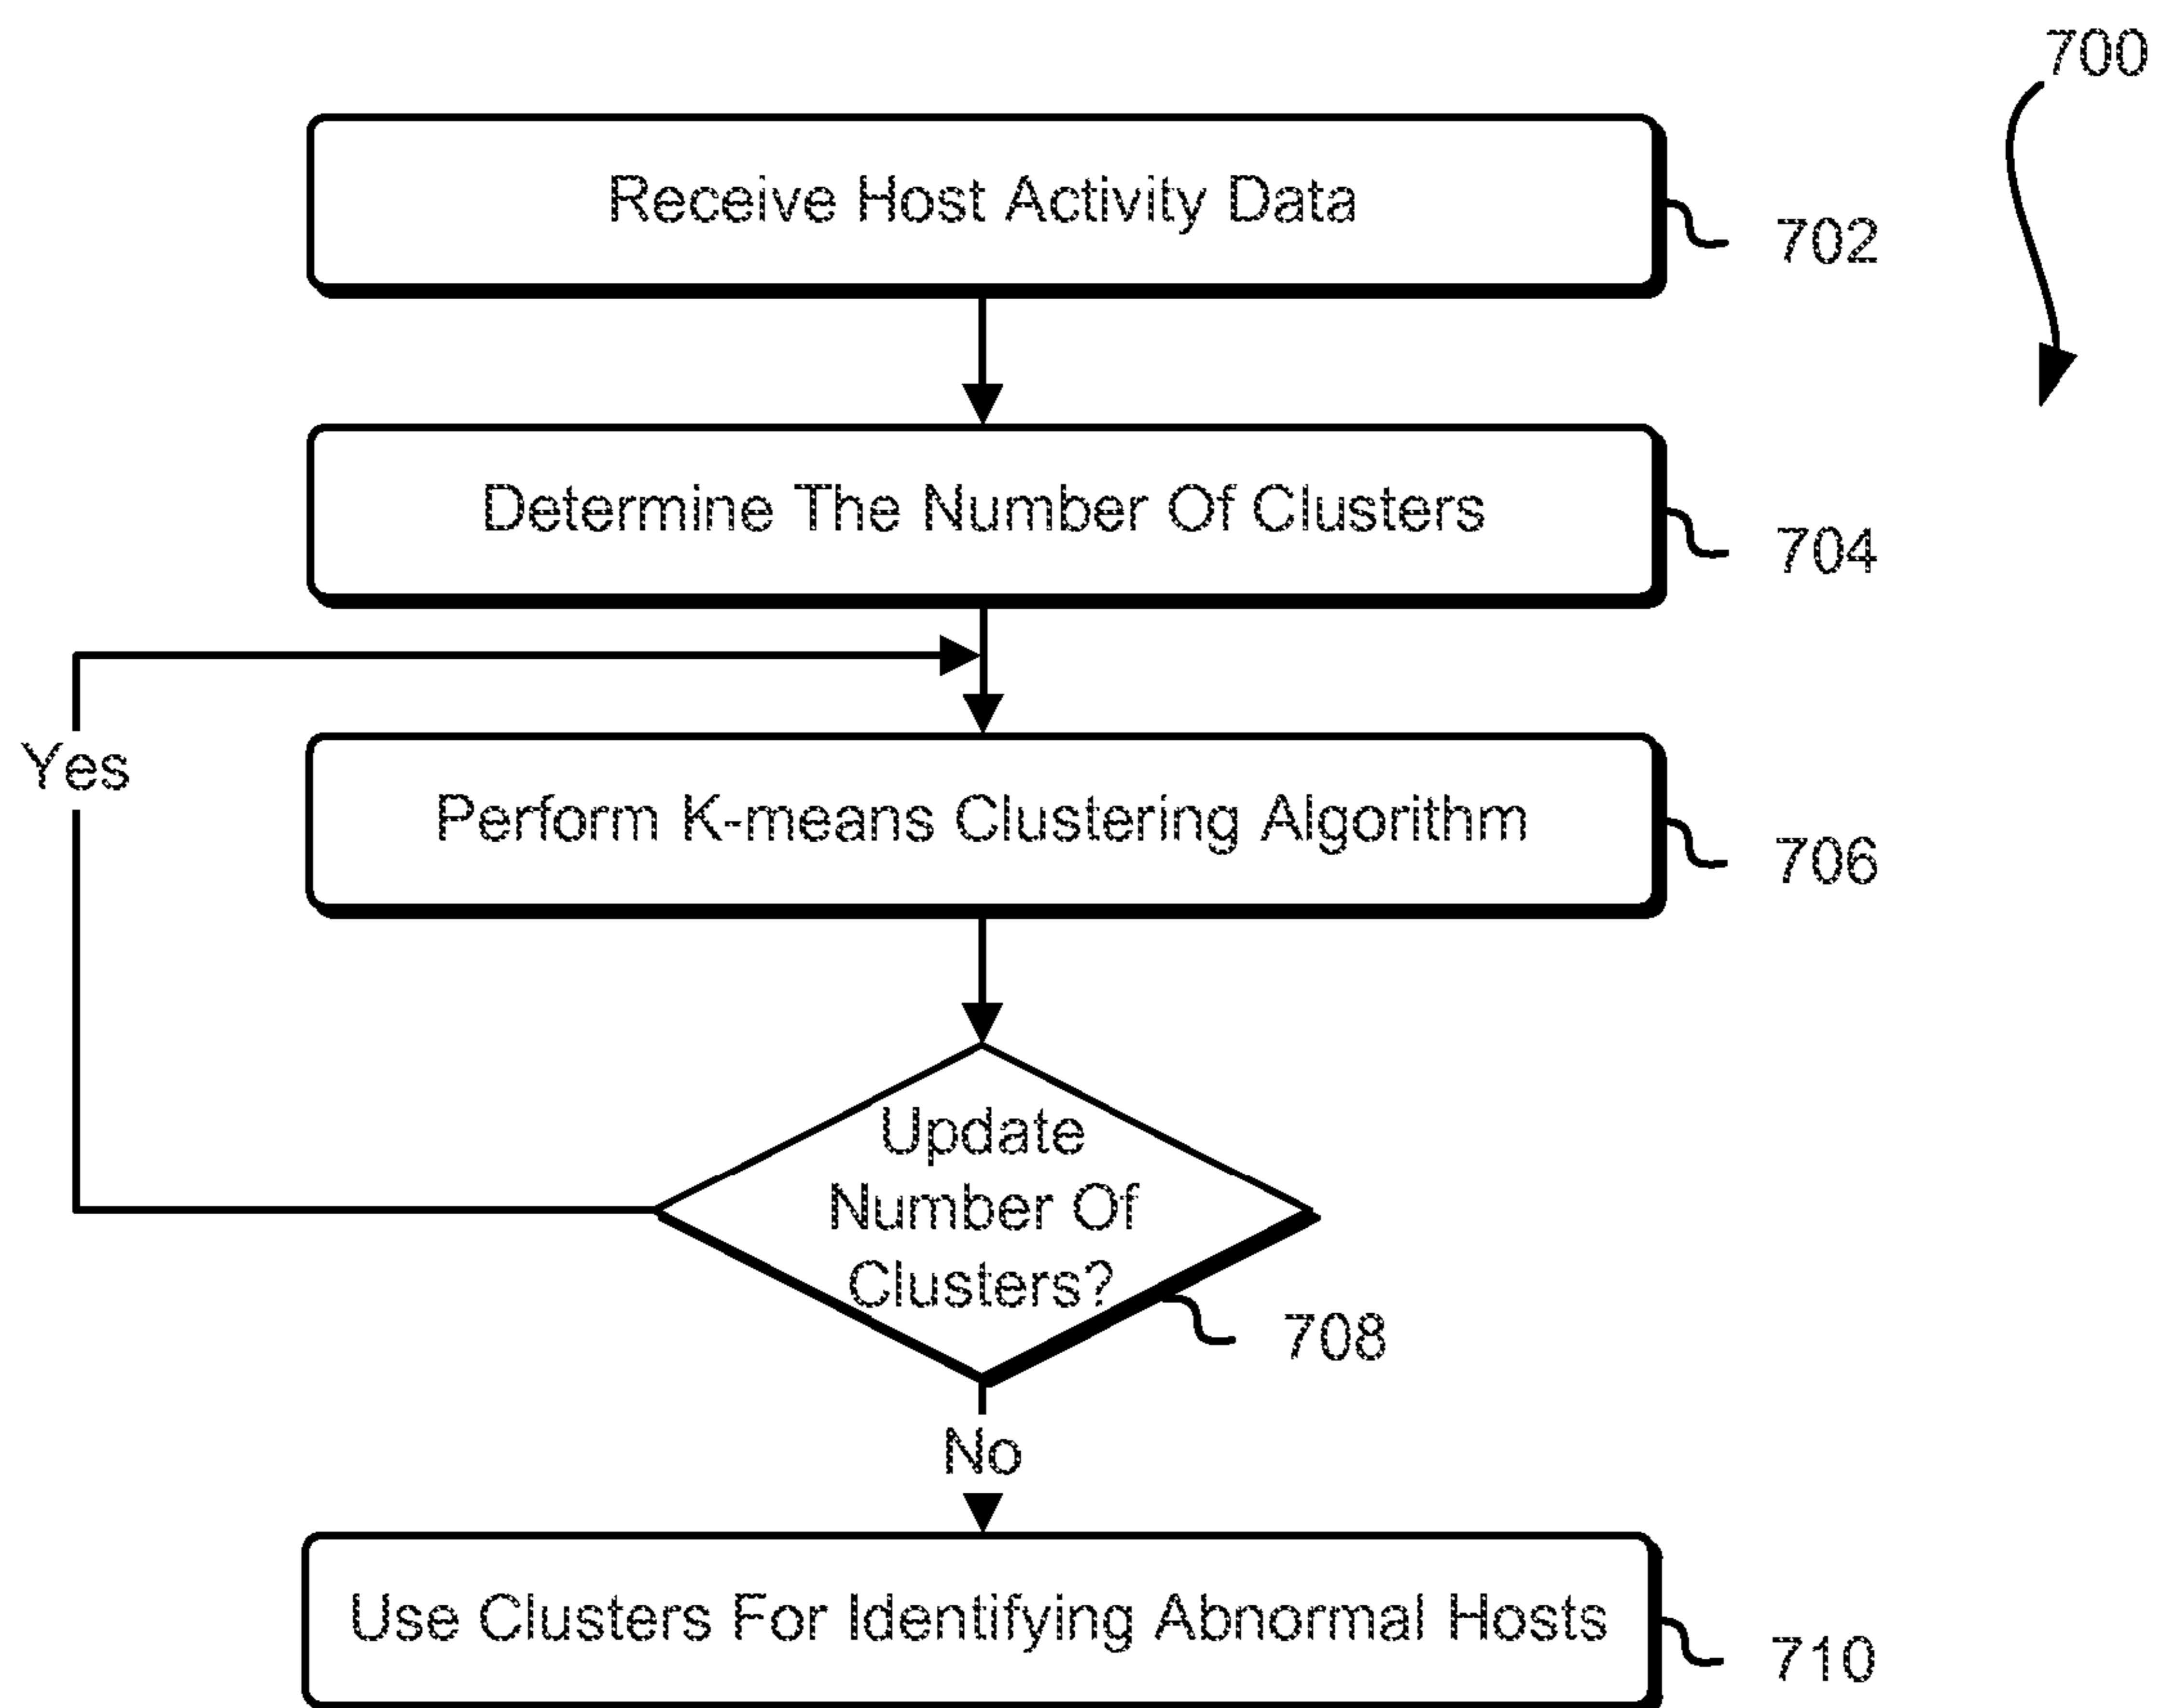 700
Receive Host Activity Data
702
Determine The Number Of Clusters
704
Yes
Perform K-means Clustering Algorithm
706
Update
Number Of
Clusters?
708
No
Use Clusters For Identifying Abnormal Hosts
710